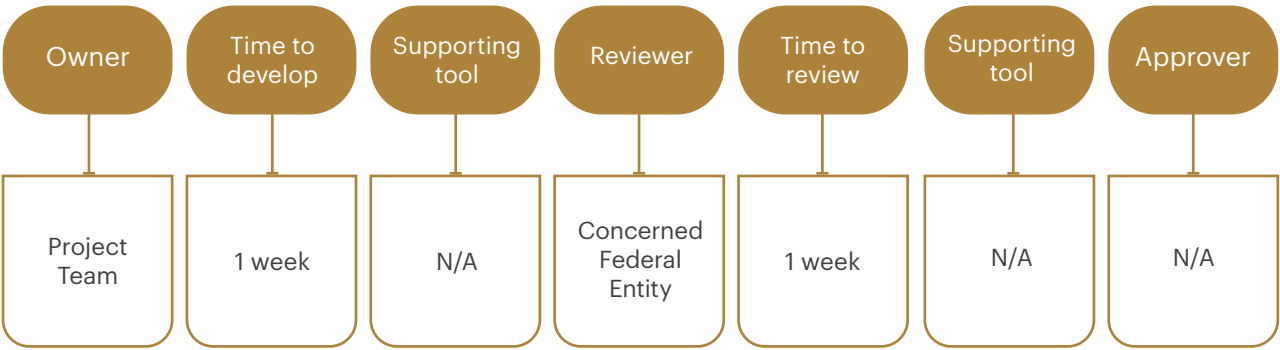 Owner
Time to
develop
Supporting
tool
Reviewer
Time to
review
Supporting
tool
Approver
Project
Team
1 week
N/A
Concerned
Federal
Entity
1 week
N/A
N/A